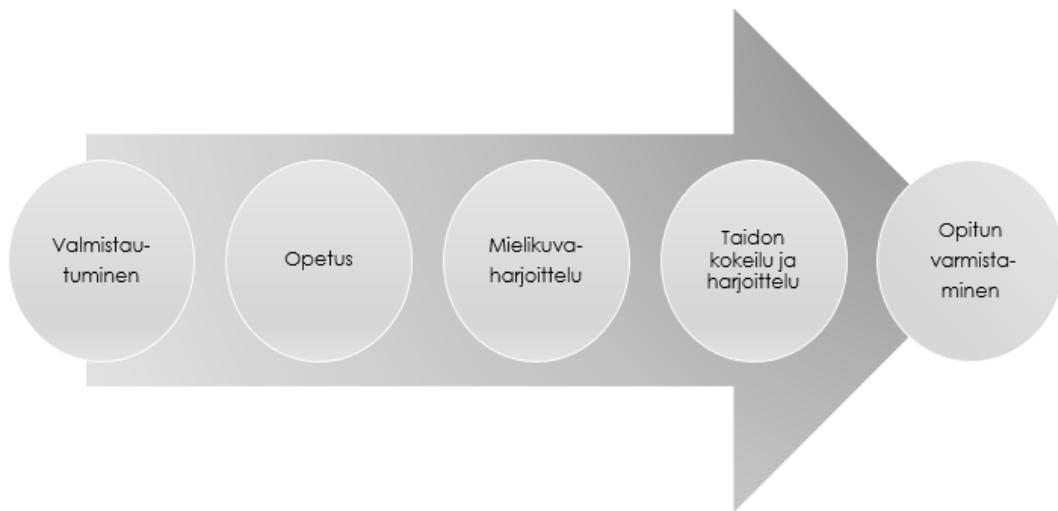 Valmistau-
tuminen
Opetus
Mielikuva-
harjoittelu
Taidon
kokeilu ja
harjoittelu
Opitun
varmista-
minen